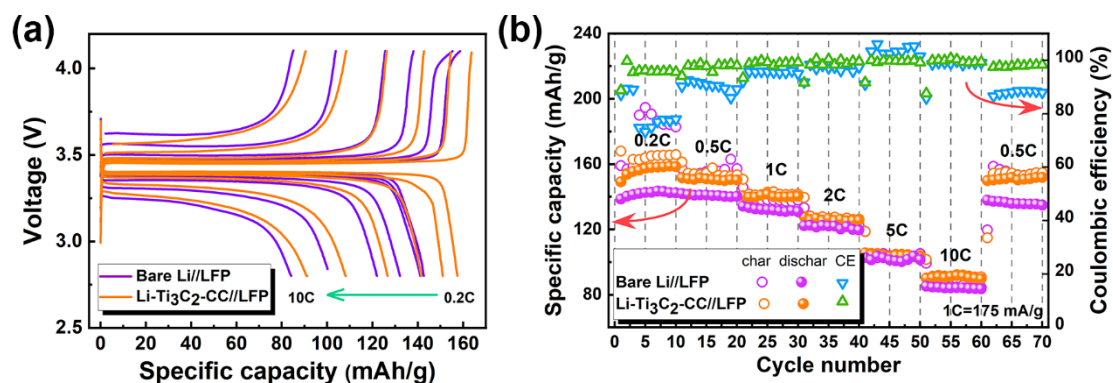 (a)
Voltage (V)
4.0
3.5
3.0
2.5
Bare Li//LFP
Li-Ti₃C₂-CC//LFP
10C
0.2C
0 20 40 60 80 100 120 140 160
Specific capacity (mAh/g)
(b)
Specific capacity (mAh/g)
240
220
200
180
160
140
120
100
80
0.2C
0.5C
1C
2C
5C
10C
0.5C
char dischar CE
Bare Li//LFP
Li-Ti₃C₂-CC//LFP
1C=175 mA/g
0 5 10 15 20 25 30 35 40 45 50 55 60 65 70
Cycle number
100
80
60
40
20
0
Coulombic efficiency (%)